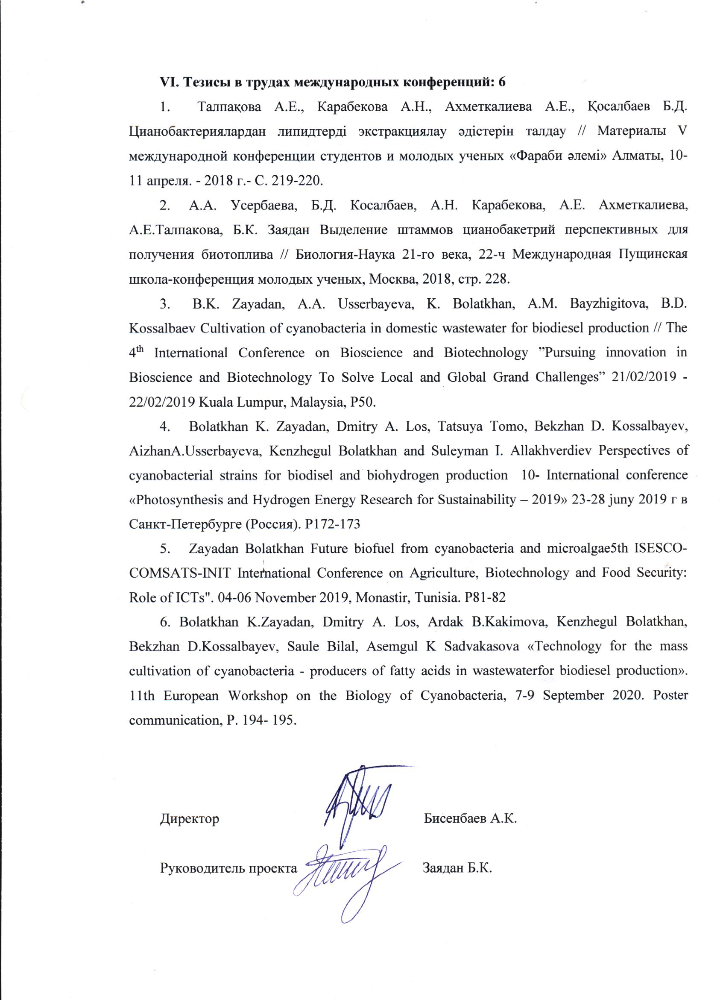 VI. Тезисы в трудах международных конференций: 6
1. Талпақова А.Е., Карабекова А.Н., Ахметкалиева А.Е., Қосалбаев Б.Д.
Цианобактериялардан липидтерді экстракциялау әдістерін талдау // Материалы V
международной конференции студентов и молодых ученых «Фараби әлемі» Алматы, 10-
11 апреля. - 2018 г.- С. 219-220.
2. А.А. Усербаева, Б.Д. Косалбаев, А.Н. Карабекова, А.Е. Ахметкалиева,
А.Е.Талпакова, Б.К. Заядан Выделение штаммов цианобакетрий перспективных для
получения биотоплива // Биология-Наука 21-го века, 22-ч Международная Пущинская
школа-конференция молодых ученых, Москва, 2018, стр. 228.
3. B.K. Zayadan, A.A. Usserbayeva, K. Bolatkhan, A.M. Bayzhigitova, B.D.
Kossalbaev Cultivation of cyanobacteria in domestic wastewater for biodiesel production // The
4th International Conference on Bioscience and Biotechnology ”Pursuing innovation in
Bioscience and Biotechnology To Solve Local and Global Grand Challenges” 21/02/2019 -
22/02/2019 Kuala Lumpur, Malaysia, P50.
4. Bolatkhan K. Zayadan, Dmitry A. Los, Tatsuya Tomo, Bekzhan D. Kossalbayev,
AizhanA.Usserbayeva, Kenzhegul Bolatkhan and Suleyman I. Allakhverdiev Perspectives of
cyanobacterial strains for biodisel and biohydrogen production 10- International conference
«Photosynthesis and Hydrogen Energy Research for Sustainability – 2019» 23-28 juny 2019 г в
Санкт-Петербурге (Россия). P172-173
5. Zayadan Bolatkhan Future biofuel from cyanobacteria and microalgae5th ISESCO-
COMSATS-INIT International Conference on Agriculture, Biotechnology and Food Security:
Role of ICTs". 04-06 November 2019, Monastir, Tunisia. P81-82
6. Bolatkhan K.Zayadan, Dmitry A. Los, Ardak B.Kakimova, Kenzhegul Bolatkhan,
Bekzhan D.Kossalbayev, Saule Bilal, Asemgul K Sadvakasova «Technology for the mass
cultivation of cyanobacteria - producers of fatty acids in wastewaterfor biodiesel production».
11th European Workshop on the Biology of Cyanobacteria, 7-9 September 2020. Poster
communication, P. 194- 195.
Директор Бисенбаев А.К.
Руководитель проекта Заядан Б.К.